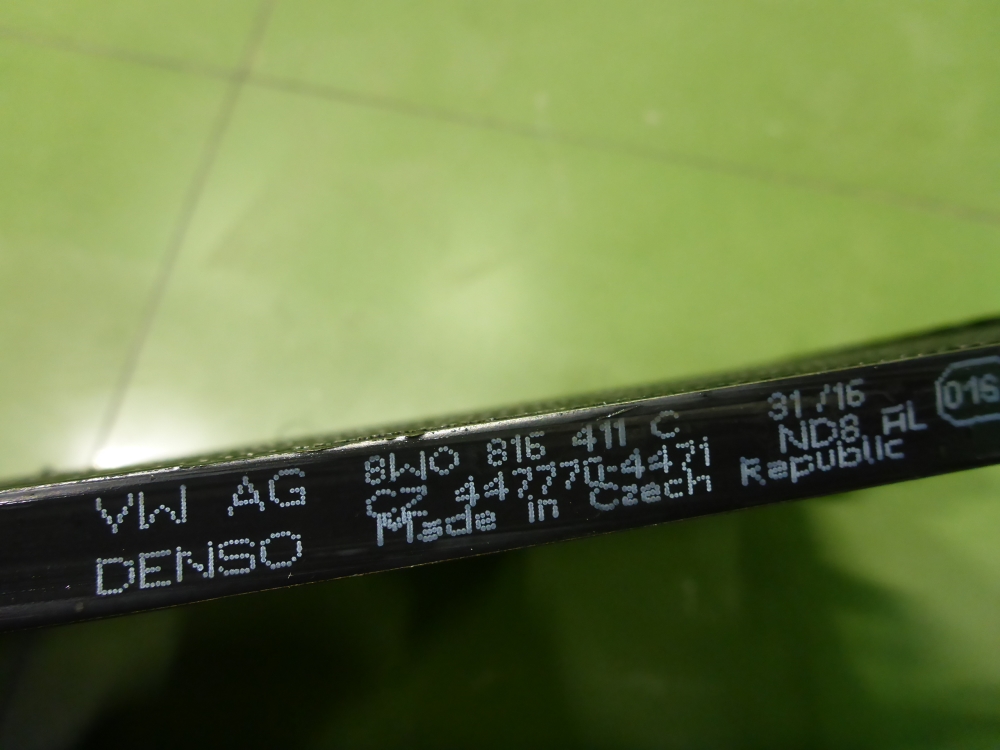 VW AG
DENSO
8W0 816 411 C 31/16
CZ 447770-4471 ND8 AL
Made in Czech Republic
016